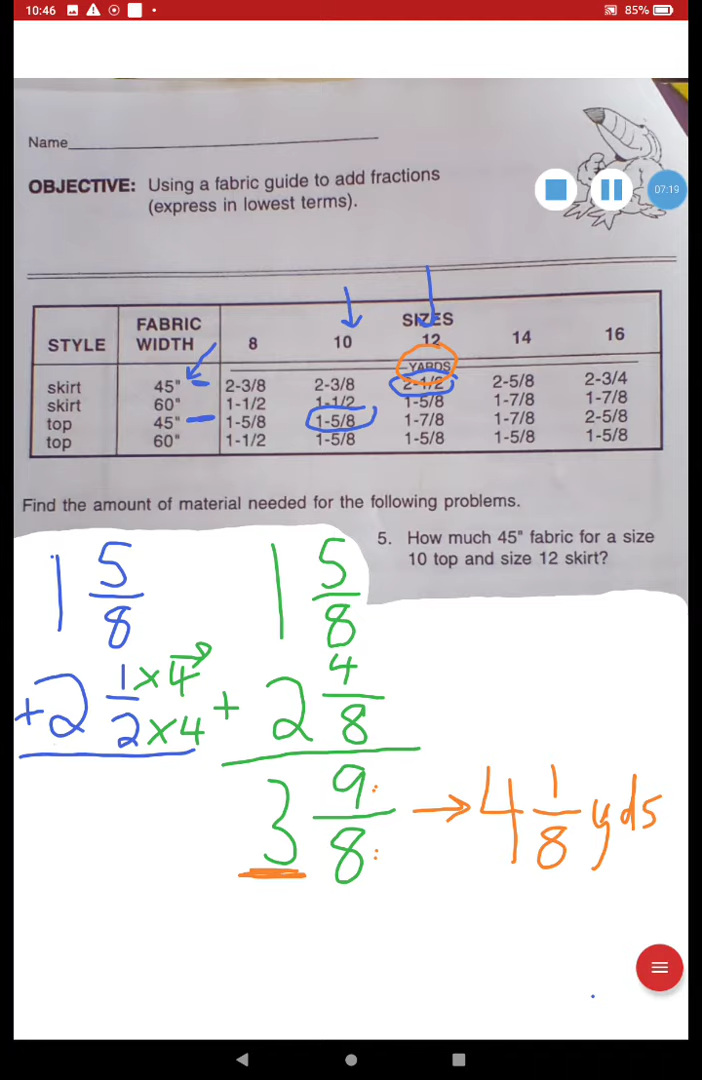 10:46 85%
Name
OBJECTIVE: Using a fabric guide to add fractions
(express in lowest terms).
07:19
STYLE FABRIC WIDTH SIZES
8 10 12 14 16
YARDS
skirt 45" 2-3/8 2-3/8 2-1/2 2-5/8 2-3/4
skirt 60" 1-1/2 1-1/2 1-5/8 1-7/8 1-7/8
top 45" 1-5/8 1-5/8 1-7/8 1-7/8 2-5/8
top 60" 1-1/2 1-5/8 1-5/8 1-5/8 1-5/8
Find the amount of material needed for the following problems.
5. How much 45" fabric for a size
10 top and size 12 skirt?
1 5/8 1 5/8
+2 1/2 ×4 ×4 + 2 4/8
3 9/8 → 4 1/8 yds